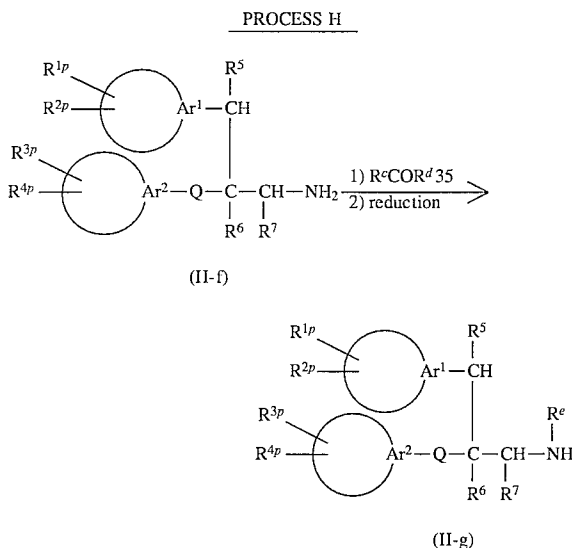 PROCESS H
R⁵
R¹ᵖ
R²ᵖ
Ar¹—CH
R³ᵖ
R⁴ᵖ
Ar²—Q—C—CH—NH₂
1) RᶜCORᵈ 35
2) reduction
R⁶ R⁷
(II-f)
R⁵
R¹ᵖ
R²ᵖ
Ar¹—CH
R³ᵖ
Rᵉ
R⁴ᵖ
Ar²—Q—C—CH—NH
R⁶ R⁷
(II-g)